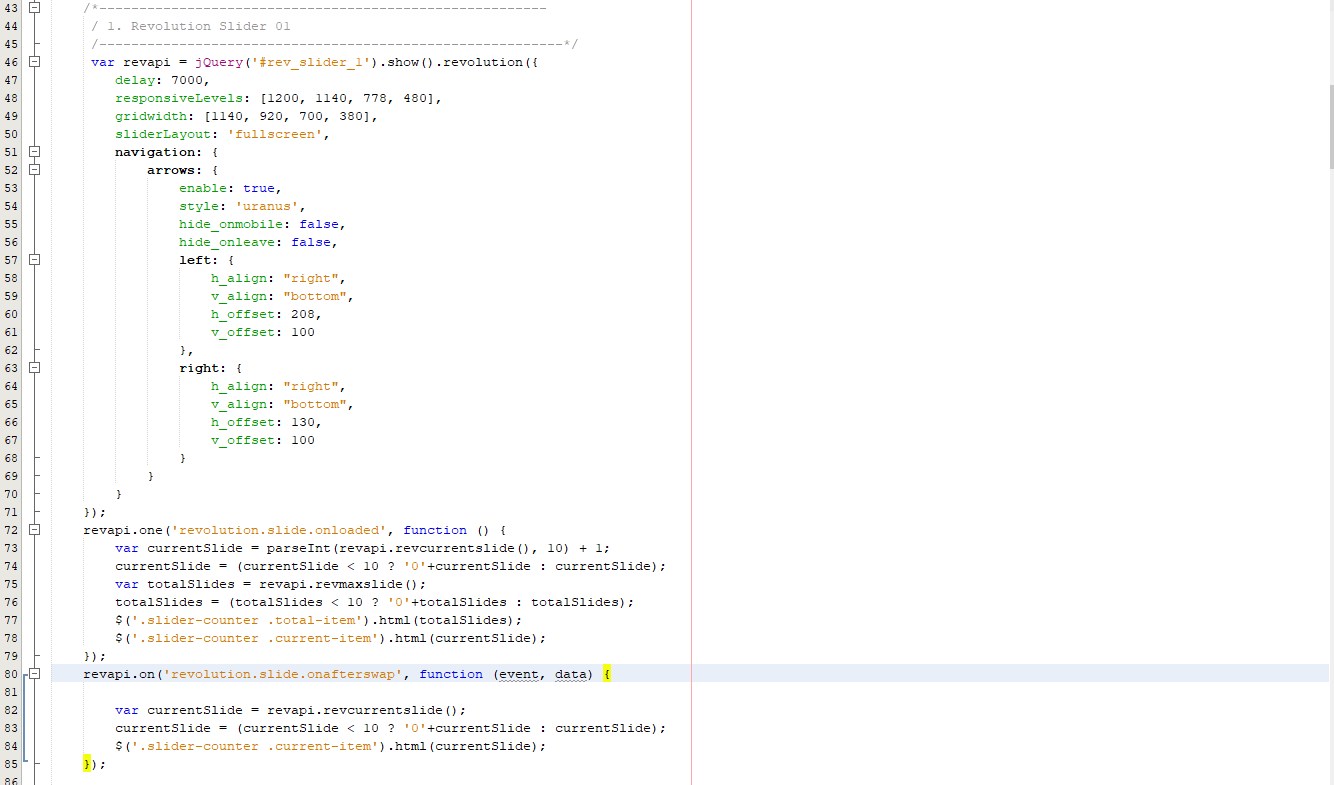 43 /*--------------------------------------------------------
44 / 1. Revolution Slider 01
45 /----------------------------------------------------------*/
46 var revapi = jQuery('#rev_slider_1').show().revolution({
47 delay: 7000,
48 responsiveLevels: [1200, 1140, 778, 480],
49 gridwidth: [1140, 920, 700, 380],
50 sliderLayout: 'fullscreen',
51 navigation: {
52 arrows: {
53 enable: true,
54 style: 'uranus',
55 hide_onmobile: false,
56 hide_onleave: false,
57 left: {
58 h_align: "right",
59 v_align: "bottom",
60 h_offset: 208,
61 v_offset: 100
62 },
63 right: {
64 h_align: "right",
65 v_align: "bottom",
66 h_offset: 130,
67 v_offset: 100
68 }
69 }
70 }
71 });
72 revapi.one('revolution.slide.onloaded', function () {
73 var currentSlide = parseInt(revapi.revcurrentslide(), 10) + 1;
74 currentSlide = (currentSlide < 10 ? '0'+currentSlide : currentSlide);
75 var totalSlides = revapi.revmaxslide();
76 totalSlides = (totalSlides < 10 ? '0'+totalSlides : totalSlides);
77 $('.slider-counter .total-item').html(totalSlides);
78 $('.slider-counter .current-item').html(currentSlide);
79 });
80 revapi.on('revolution.slide.onafterswap', function (event, data) {
81
82 var currentSlide = revapi.revcurrentslide();
83 currentSlide = (currentSlide < 10 ? '0'+currentSlide : currentSlide);
84 $('.slider-counter .current-item').html(currentSlide);
85 });
86